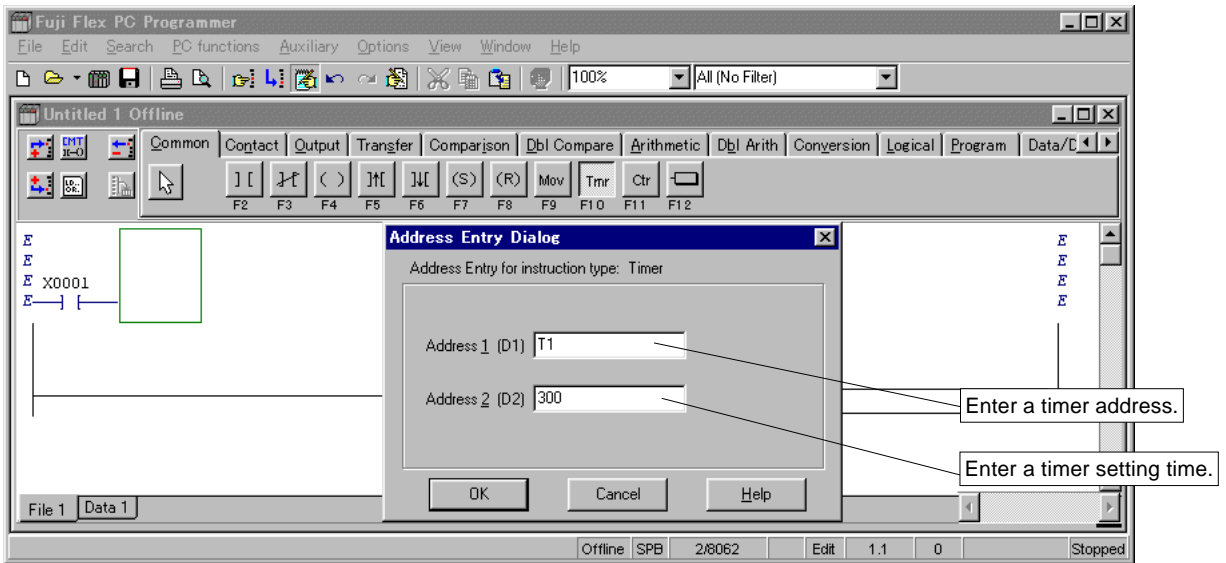 Fuji Flex PC Programmer
File Edit Search PC functions Auxiliary Options View Window Help
100% All (No Filter)
Untitled 1 Offline
Common Contact Output Transfer Comparison Dbl Compare Arithmetic Dbl Arith Conversion Logical Program Data/D
CMT
LD. OR.
(S) (R) Mov Tmr Ctr
F2 F3 F4 F5 F6 F7 F8 F9 F10 F11 F12
Address Entry Dialog
Address Entry for instruction type: Timer
E E
E E
E X0001 E
E E
Address 1 (D1) T1
Address 2 (D2) 300
Enter a timer address.
Enter a timer setting time.
OK Cancel Help
File 1 Data 1
Offline SPB 2/8062 Edit 1.1 0 Stopped